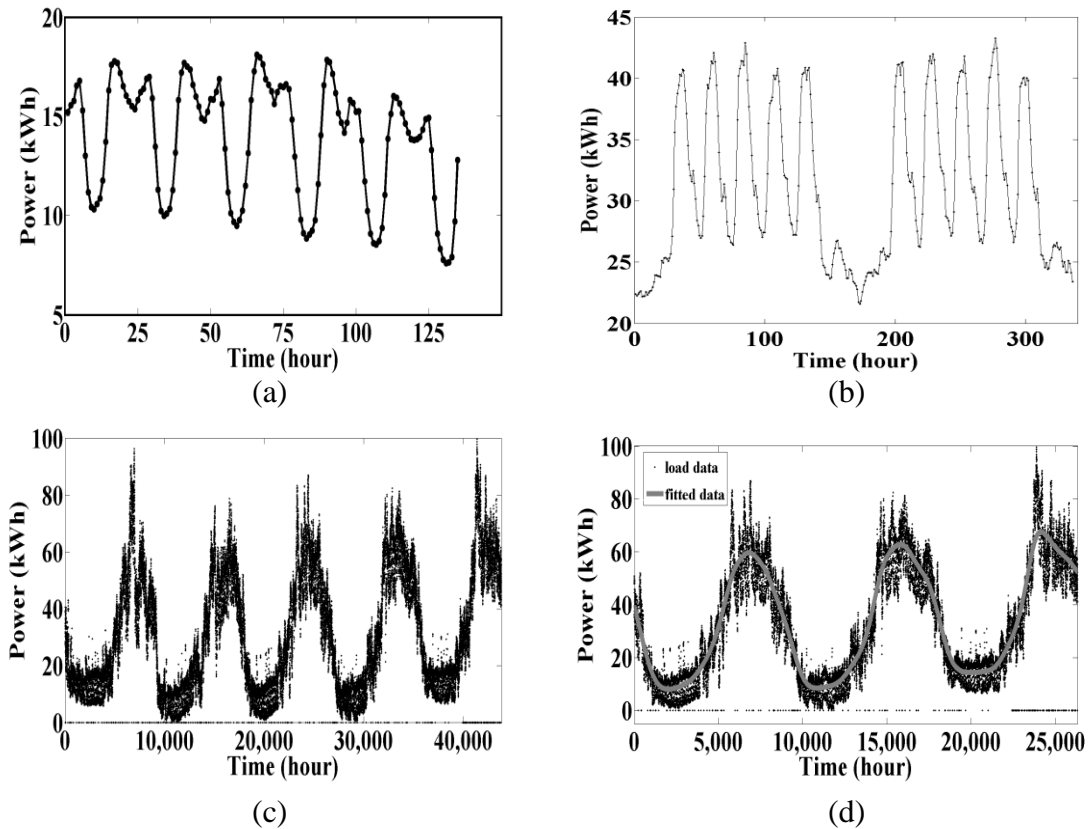 20
15
10
5
Power (kWh)
0 25 50 75 100 125
Time (hour)
(a)
45
40
35
30
25
20
Power (kWh)
0 100 200 300
Time (hour)
(b)
100
80
60
40
20
0
Power (kWh)
0 10,000 20,000 30,000 40,000
Time (hour)
(c)
100
80
60
40
20
0
Power (kWh)
load data
fitted data
0 5,000 10,000 15,000 20,000 25,000
Time (hour)
(d)